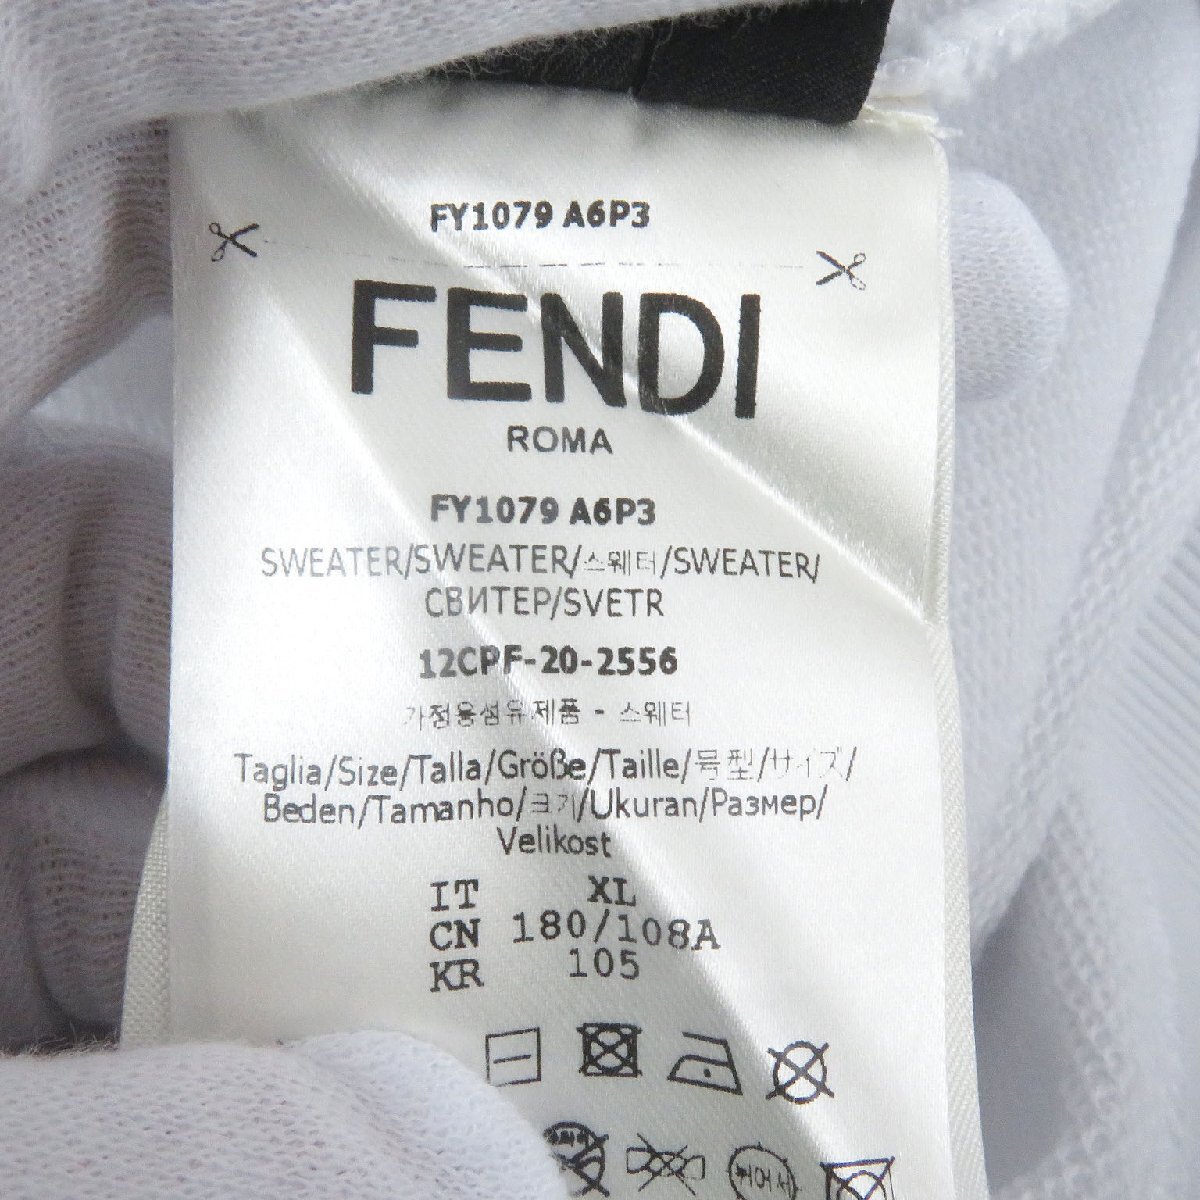 FY1079 A6P3
FENDI
ROMA
FY1079 A6P3
SWEATER/SWEATER/스웨터/SWEATER/
СВИТЕР/SVETR
12CPF-20-2556
가정용섬유제품 - 스웨터
Taglia/Size/Talla/Größe/Taille/号型/サイズ/
Beden/Tamanho/크기/Ukuran/Размер/
Velikost
IT XL
CN 180/108A
KR 105